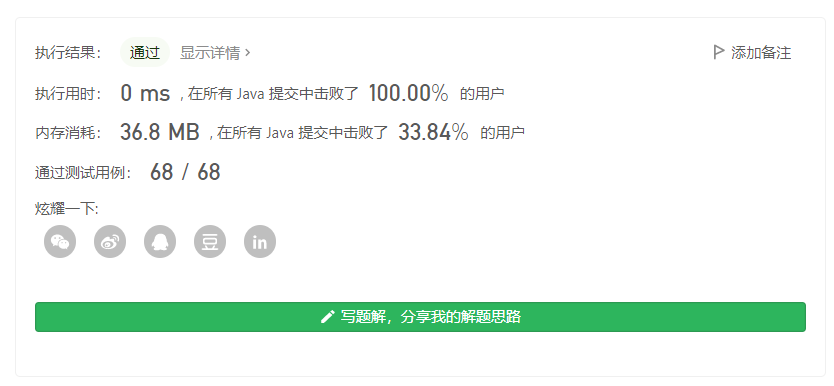 执行结果： 通过 显示详情 › 添加备注
执行用时： 0 ms , 在所有 Java 提交中击败了 100.00% 的用户
内存消耗： 36.8 MB , 在所有 Java 提交中击败了 33.84% 的用户
通过测试用例： 68 / 68
炫耀一下:
豆 in
写题解，分享我的解题思路